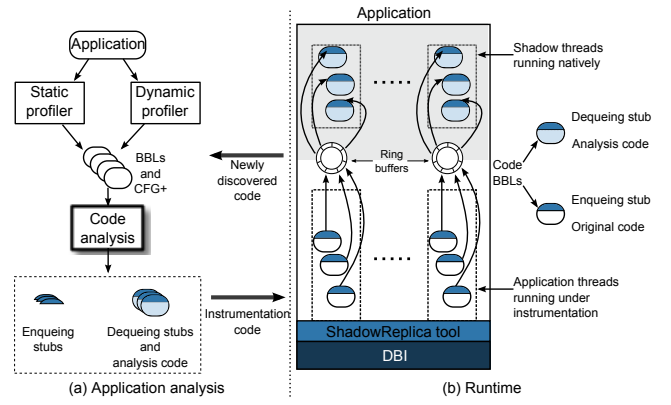 Application
Static
profiler
Dynamic
profiler
BBLs
and
CFG+
Code
analysis
Enqueing
stubs
Dequeing stubs
and
analysis code
(a) Application analysis
Newly
discovered
code
Instrumentation
code
Application
Ring
buffers
ShadowReplica tool
DBI
(b) Runtime
Shadow threads
running natively
Code
BBLs
Dequeing stub
Analysis code
Enqueing stub
Original code
Application threads
running under
instrumentation